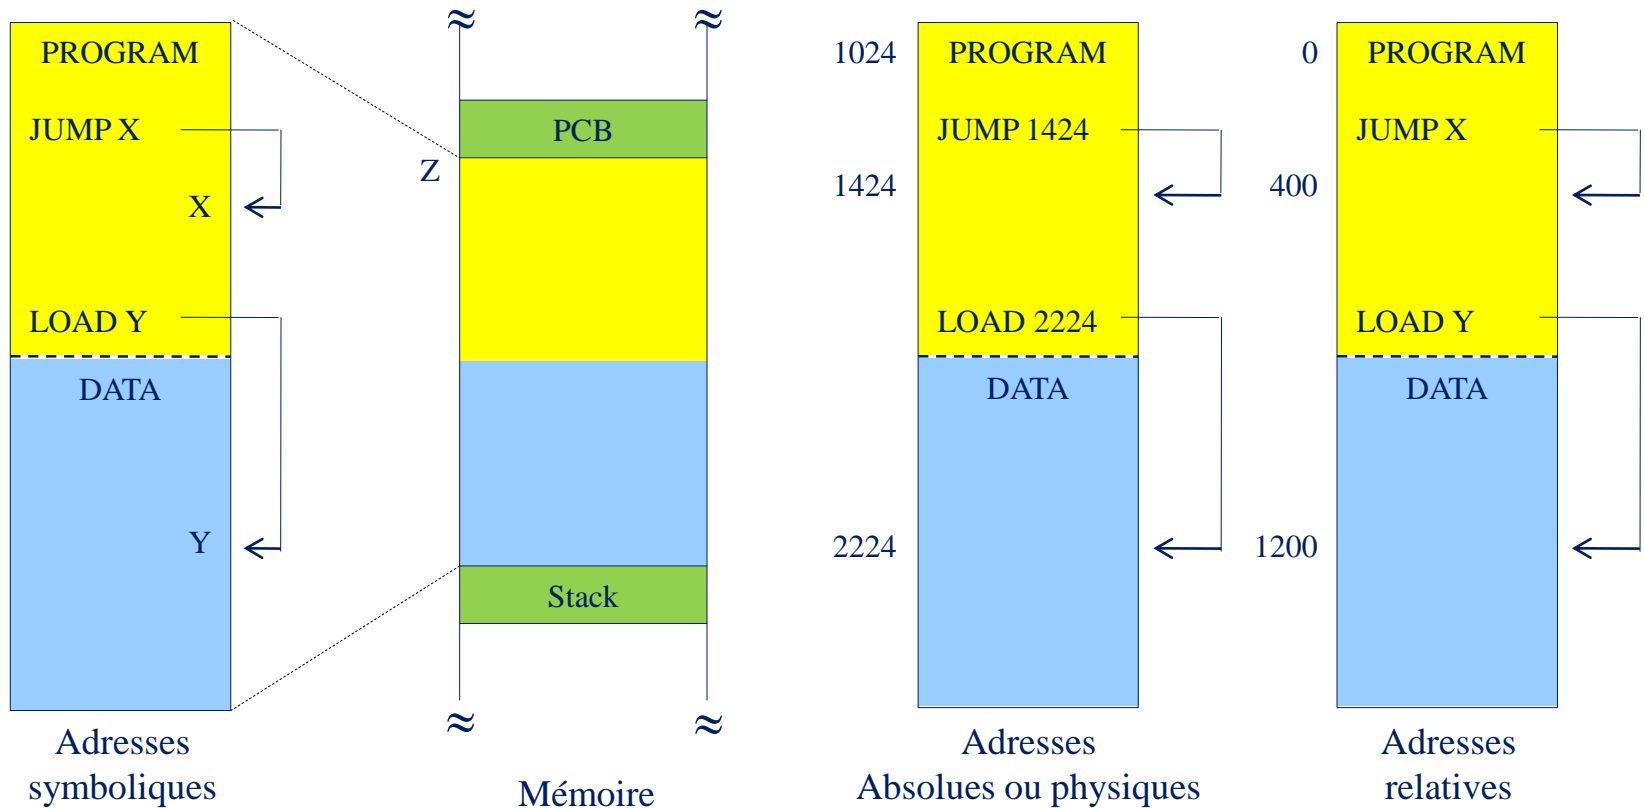 PROGRAM
JUMP X
X
LOAD Y
DATA
Y
Adresses
symboliques
PCB
Z
Stack
Mémoire
1024
PROGRAM
JUMP 1424
1424
LOAD 2224
DATA
2224
Adresses
Absolues ou physiques
0
PROGRAM
JUMP X
400
LOAD Y
DATA
1200
Adresses
relatives